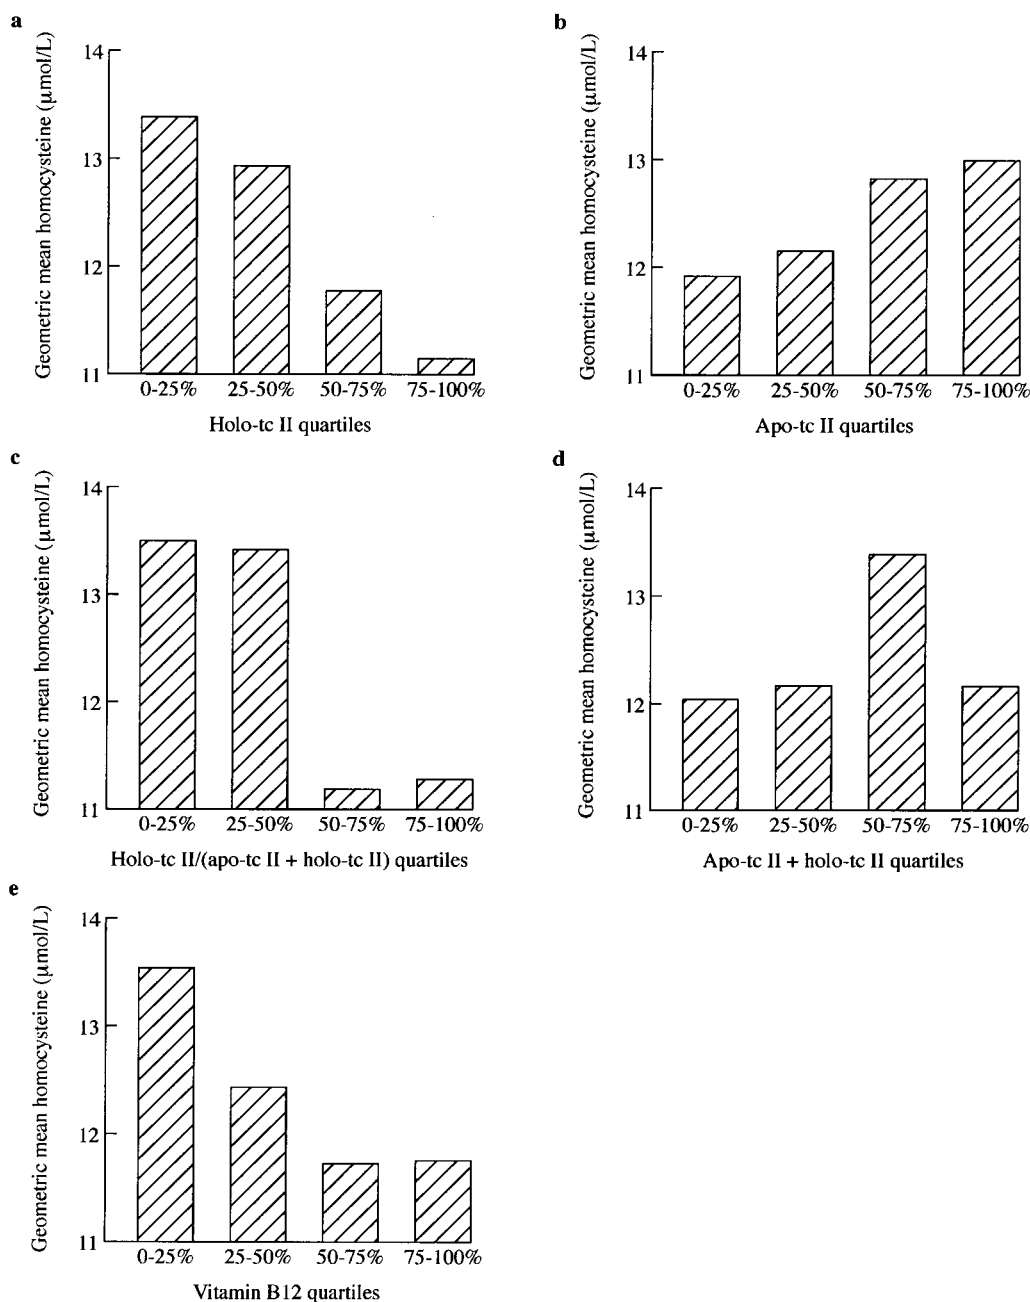 a
Geometric mean homocysteine (µmol/L)
14
13
12
11
0-25% 25-50% 50-75% 75-100%
Holo-tc II quartiles
b
Geometric mean homocysteine (µmol/L)
14
13
12
11
0-25% 25-50% 50-75% 75-100%
Apo-tc II quartiles
c
Geometric mean homocysteine (µmol/L)
14
13
12
11
0-25% 25-50% 50-75% 75-100%
Holo-tc II/(apo-tc II + holo-tc II) quartiles
d
Geometric mean homocysteine (µmol/L)
14
13
12
11
0-25% 25-50% 50-75% 75-100%
Apo-tc II + holo-tc II quartiles
e
Geometric mean homocysteine (µmol/L)
14
13
12
11
0-25% 25-50% 50-75% 75-100%
Vitamin B12 quartiles